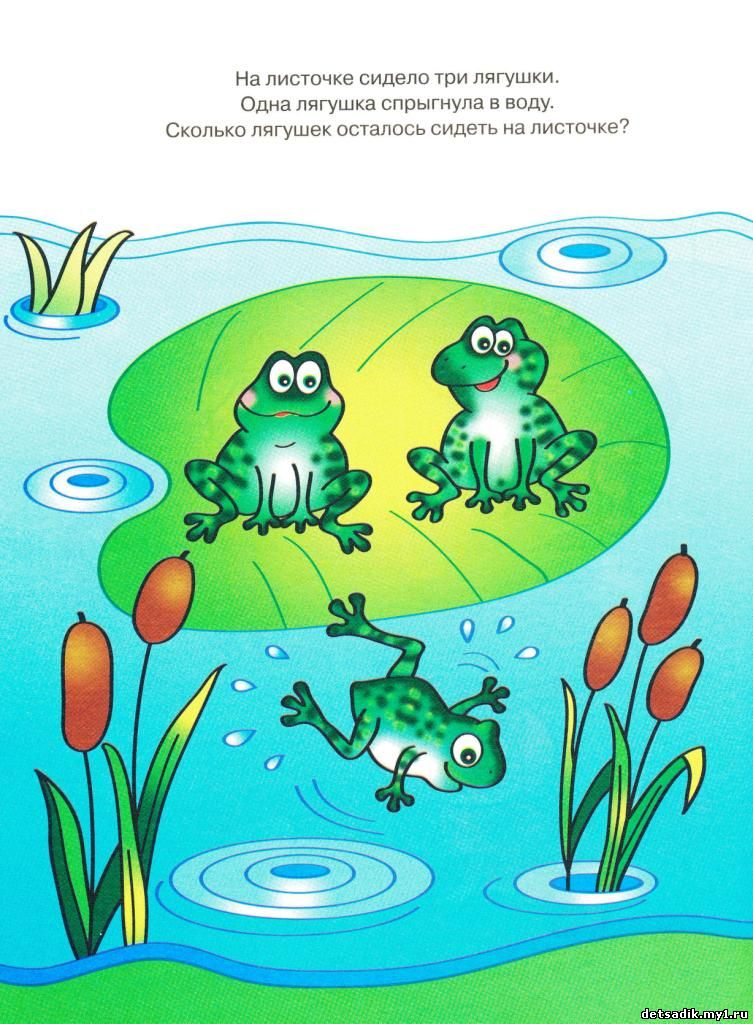 На листочке сидело три лягушки.
Одна лягушка спрыгнула в воду.
Сколько лягушек осталось сидеть на листочке?
detsadik.my1.ru